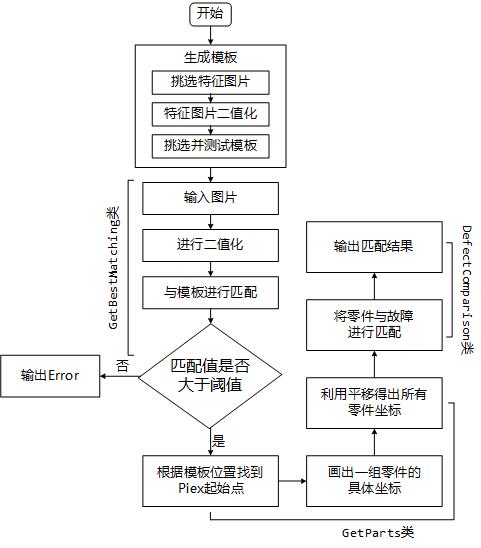 开始
生成模板
挑选特征图片
特征图片二值化
挑选并测试模板
GetBestMatching类
输入图片
进行二值化
与模板进行匹配
匹配值是否
大于阈值
否
输出Error
是
根据模板位置找到
Piex起始点
画出一组零件的
具体坐标
利用平移得出所有
零件坐标
GetParts类
将零件与故障
进行匹配
输出匹配结果
DefectComparison类